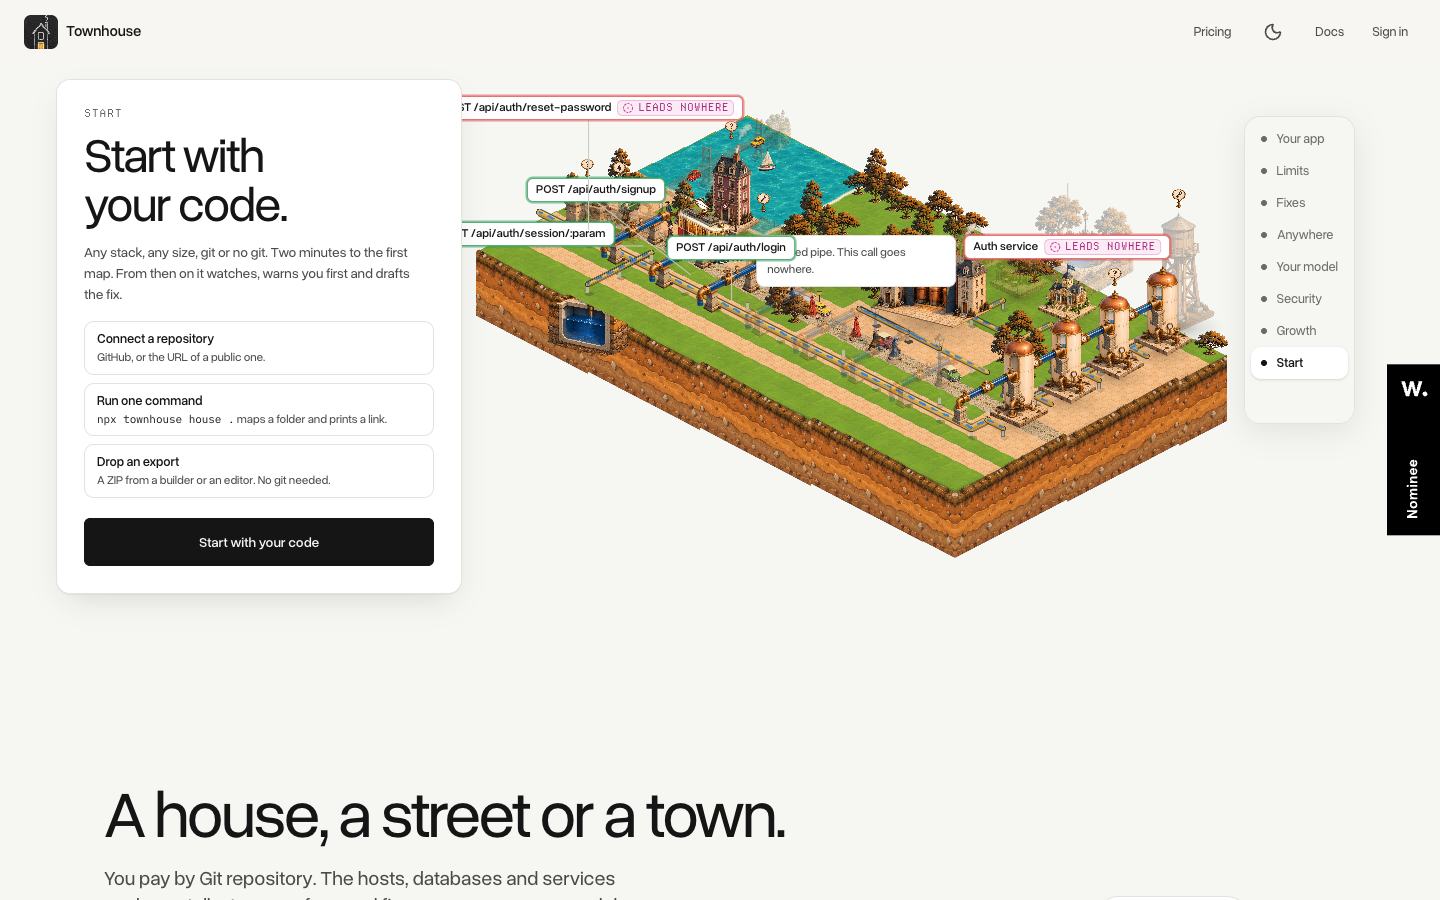 Townhouse
Pricing
Docs
Sign in
START
Start with
your code.
Any stack, any size, git or no git. Two minutes to the first
map. From then on it watches, warns you first and drafts
the fix.
Connect a repository
GitHub, or the URL of a public one.
Run one command
npx townhouse house . maps a folder and prints a link.
Drop an export
A ZIP from a builder or an editor. No git needed.
Start with your code
/api/auth/reset-password
LEADS NOWHERE
POST /api/auth/signup
/api/auth/session/:param
POST /api/auth/login
pipe. This call goes
nowhere.
Auth service
LEADS NOWHERE
Your app
Limits
Fixes
Anywhere
Your model
Security
Growth
Start
W.
Nominee
A house, a street or a town.
You pay by Git repository. The hosts, databases and services